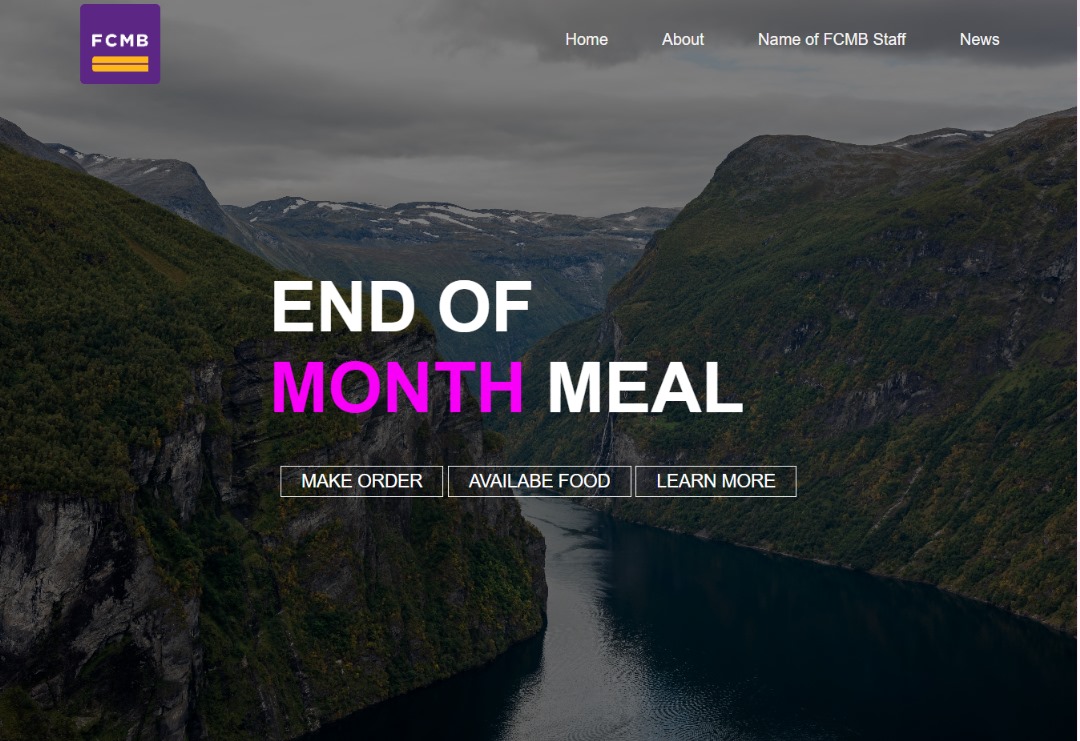 FCMB
Home About Name of FCMB Staff News
END OF
MONTH MEAL
MAKE ORDER AVAILABE FOOD LEARN MORE